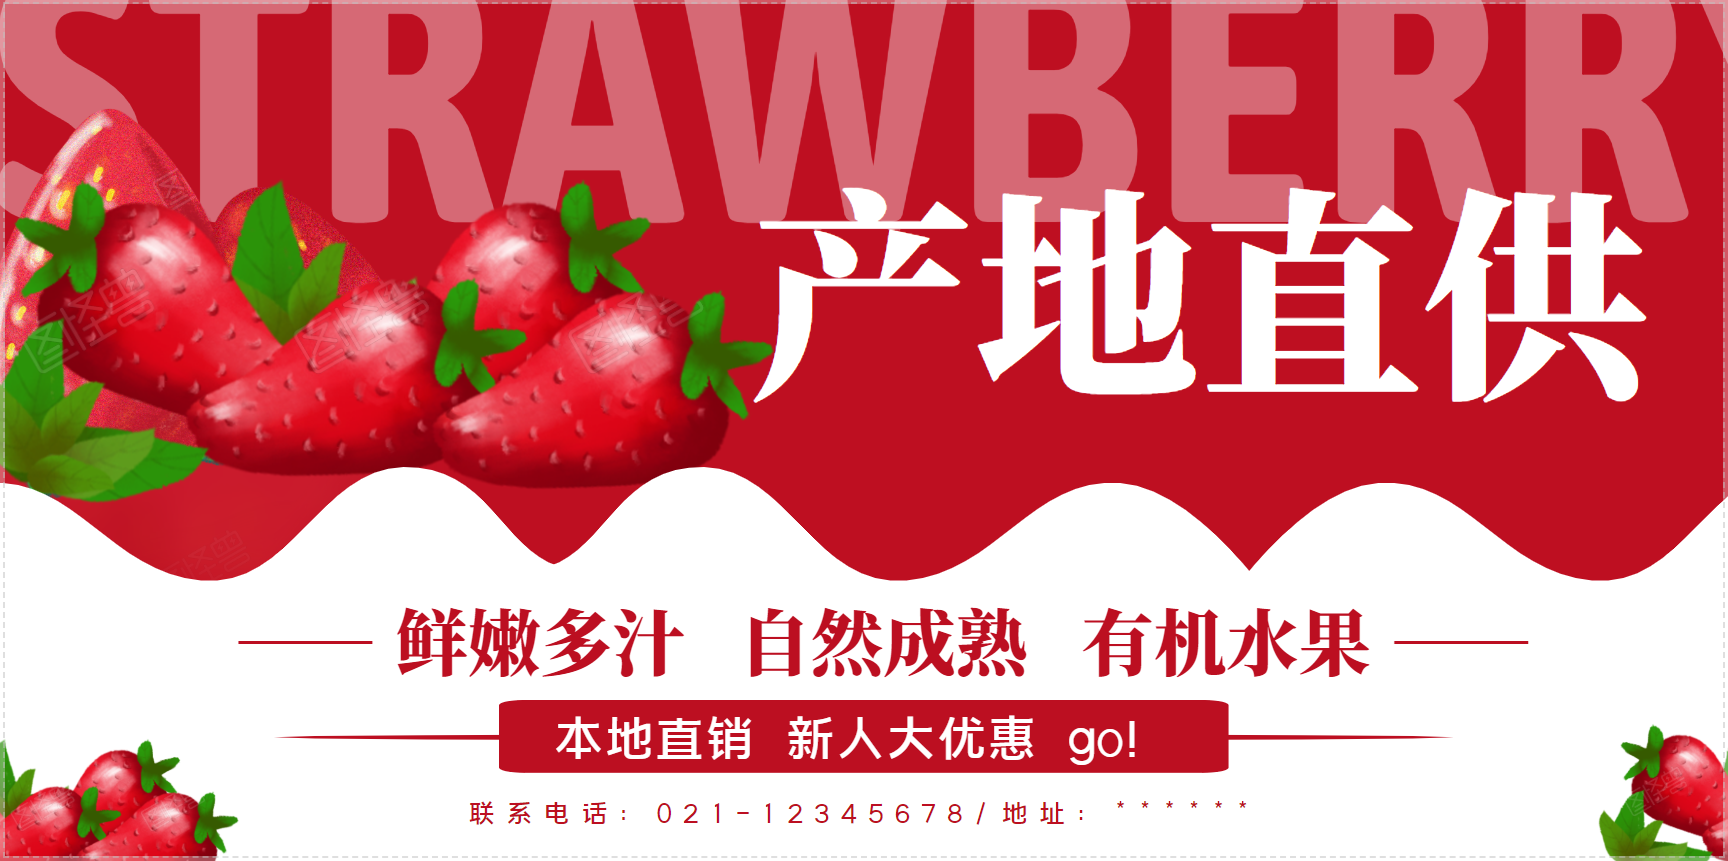 STRAWBERRY
产地直供
鲜嫩多汁 自然成熟 有机水果
本地直销 新人大优惠 go!
联系电话：021-12345678/地址：******